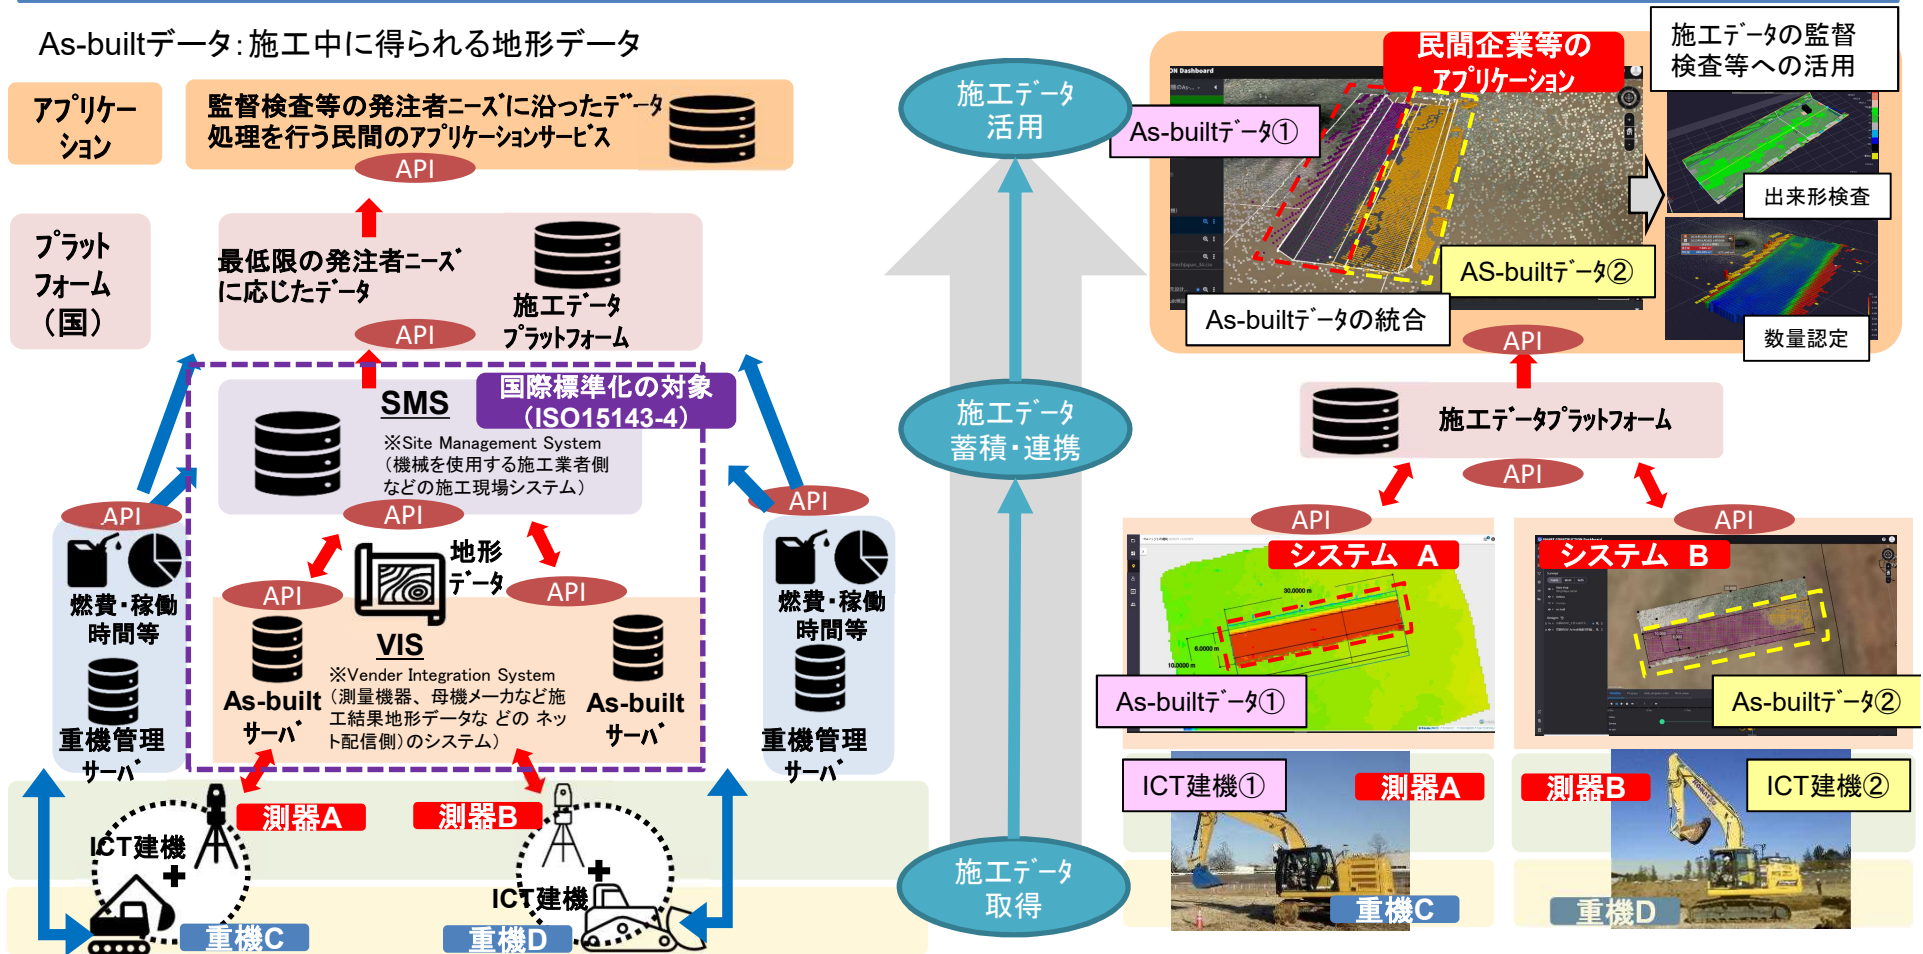 As-builtデータ：施工中に得られる地形データ
アプリケー
ション
監督検査等の発注者ニーズに沿ったデータ
処理を行う民間のアプリケーションサービス
API
プラット
フォーム
（国）
最低限の発注者ニーズ
に応じたデータ
施工データ
プラットフォーム
API
国際標準化の対象
（ISO15143-4）
SMS
※Site Management System
（機械を使用する施工業者側
などの施工現場システム）
API
API
API
地形
データ
API
API
燃費・稼働
時間等
重機管理
サーバ
燃費・稼働
時間等
重機管理
サーバ
VIS
※Vender Integration System
（測量機器、母機メーカなど施
工結果地形データな どの ネッ
ト配信側）のシステム）
As-built
サーバ
As-built
サーバ
測器A
測器B
ICT建機
+
ICT建機
+
重機C
重機D
施工データ
活用
施工データ
蓄積・連携
施工データ
取得
民間企業等の
アプリケーション
ON Dashboard
As-builtデータ①
AS-builtデータ②
As-builtデータの統合
施工データの監督
検査等への活用
出来形検査
数量認定
API
施工データプラットフォーム
API
API
API
システム A
30.0000 m
8.0000 m
10.0000 m
As-builtデータ①
システム B
As-builtデータ②
ICT建機①
測器A
重機C
測器B
ICT建機②
重機D